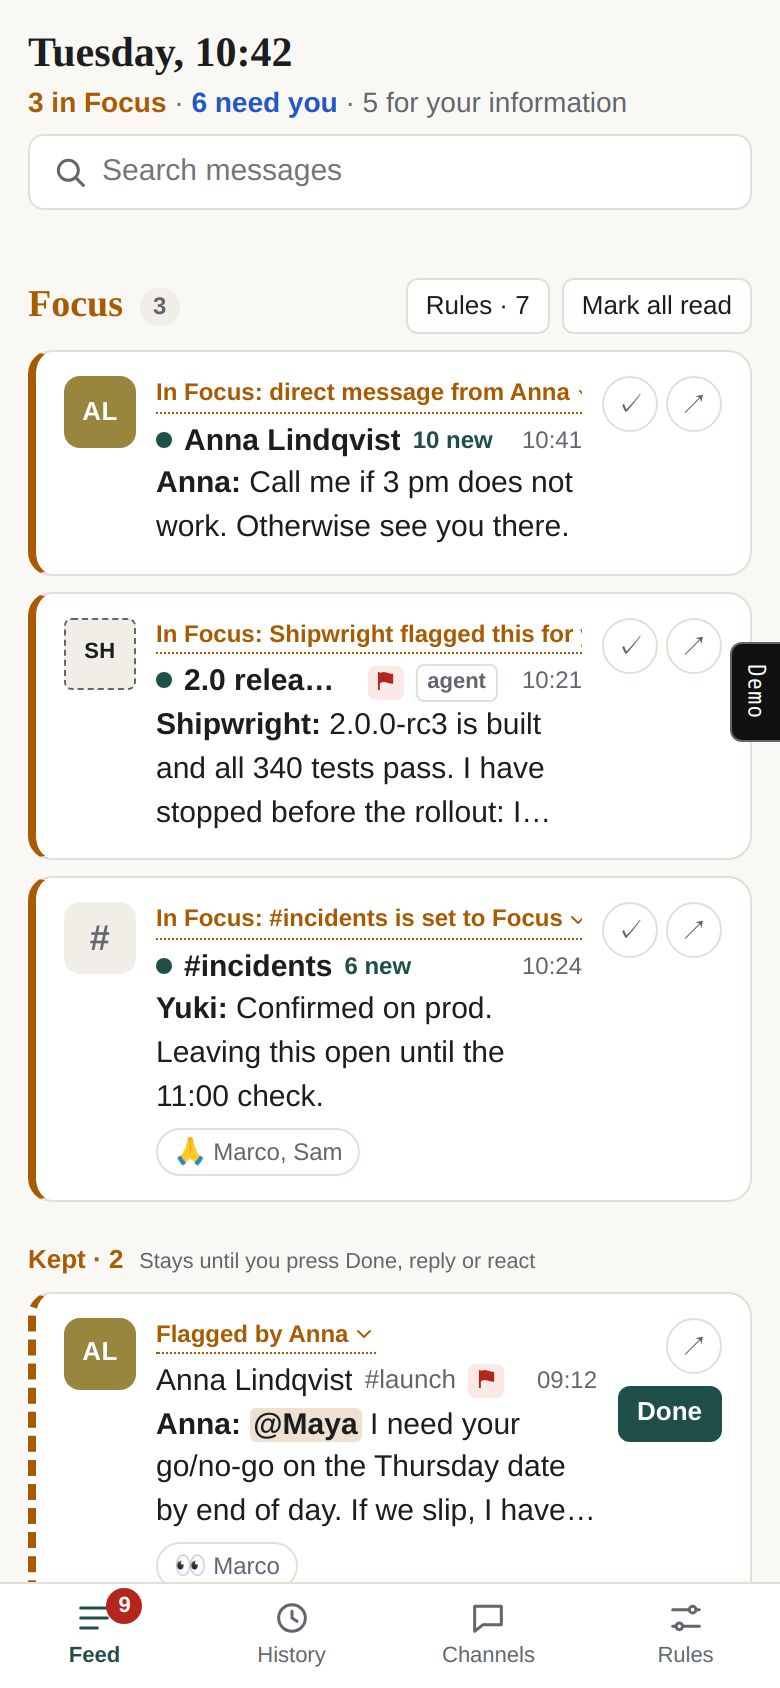 Tuesday, 10:42
3 in Focus · 6 need you · 5 for your information
Search messages
Focus 3
Rules · 7
Mark all read
AL
In Focus: direct message from Anna
Anna Lindqvist 10 new 10:41
Anna: Call me if 3 pm does not
work. Otherwise see you there.
SH
In Focus: Shipwright flagged this for
2.0 relea… agent 10:21
Shipwright: 2.0.0-rc3 is built
and all 340 tests pass. I have
stopped before the rollout: I…
Demo
#
In Focus: #incidents is set to Focus
#incidents 6 new 10:24
Yuki: Confirmed on prod.
Leaving this open until the
11:00 check.
🙏 Marco, Sam
Kept · 2 Stays until you press Done, reply or react
AL
Flagged by Anna
Anna Lindqvist #launch 09:12
Done
Anna: @Maya I need your
go/no-go on the Thursday date
by end of day. If we slip, I have…
👀 Marco
9
Feed
History
Channels
Rules